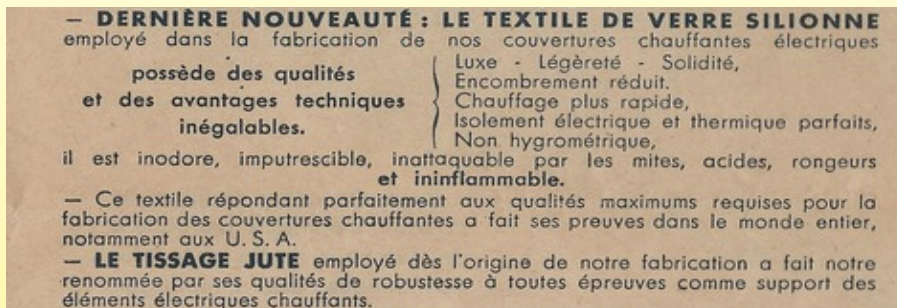 — DERNIÈRE NOUVEAUTÉ : LE TEXTILE DE VERRE SILIONNE
employé dans la fabrication de nos couvertures chauffantes électriques
possède des qualités
et des avantages techniques
inégalables.
Luxe - Légèreté - Solidité,
Encombrement réduit.
Chauffage plus rapide,
Isolement électrique et thermique parfaits,
Non hygrométrique,
il est inodore, imputrescible, inattaquable par les mites, acides, rongeurs
et ininflammable.
— Ce textile répondant parfaitement aux qualités maximums requises pour la
fabrication des couvertures chauffantes a fait ses preuves dans le monde entier,
notamment aux U. S. A.
— LE TISSAGE JUTE employé dès l'origine de notre fabrication a fait notre
renommée par ses qualités de robustesse à toutes épreuves comme support des
éléments électriques chauffants.